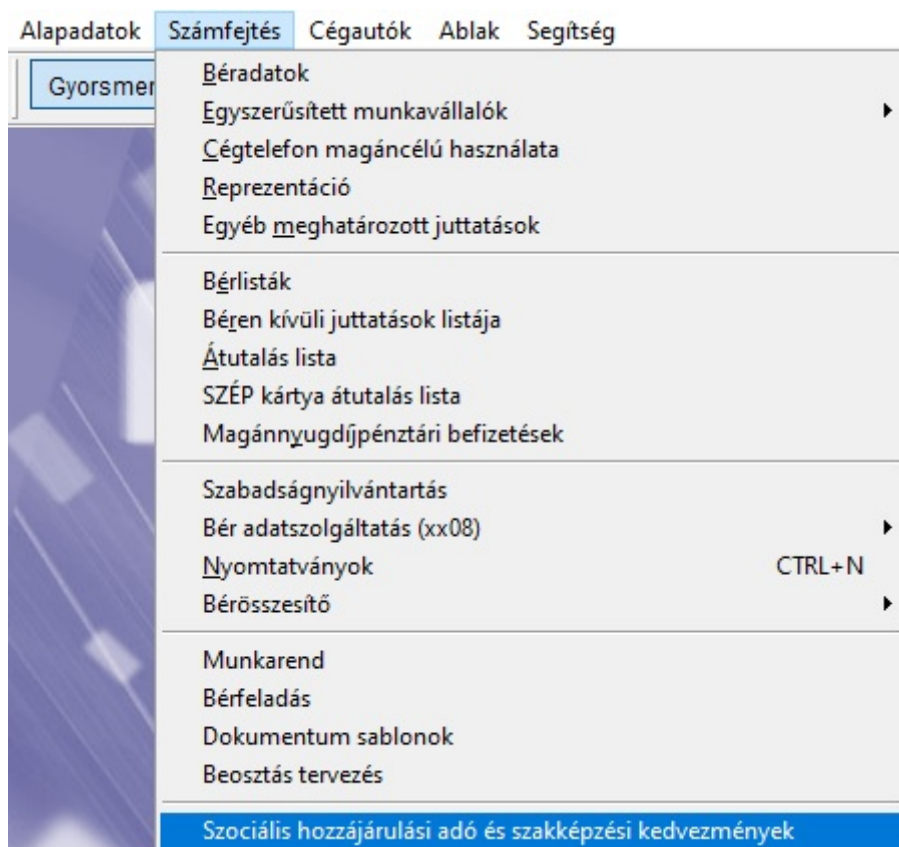 Alapadatok Számfejtés Cégautók Ablak Segítség
Gyorsmer
Béradatok
Egyszerűsített munkavállalók
Cégtelefon magáncélú használata
Reprezentáció
Egyéb meghatározott juttatások
Bérlisták
Béren kívüli juttatások listája
Átutalás lista
SZÉP kártya átutalás lista
Magánnyugdíjpénztári befizetések
Szabadságnyilvántartás
Bér adatszolgáltatás (xx08)
Nyomtatványok CTRL+N
Bérösszesítő
Munkarend
Bérfeladás
Dokumentum sablonok
Beosztás tervezés
Szociális hozzájárulási adó és szakképzési kedvezmények